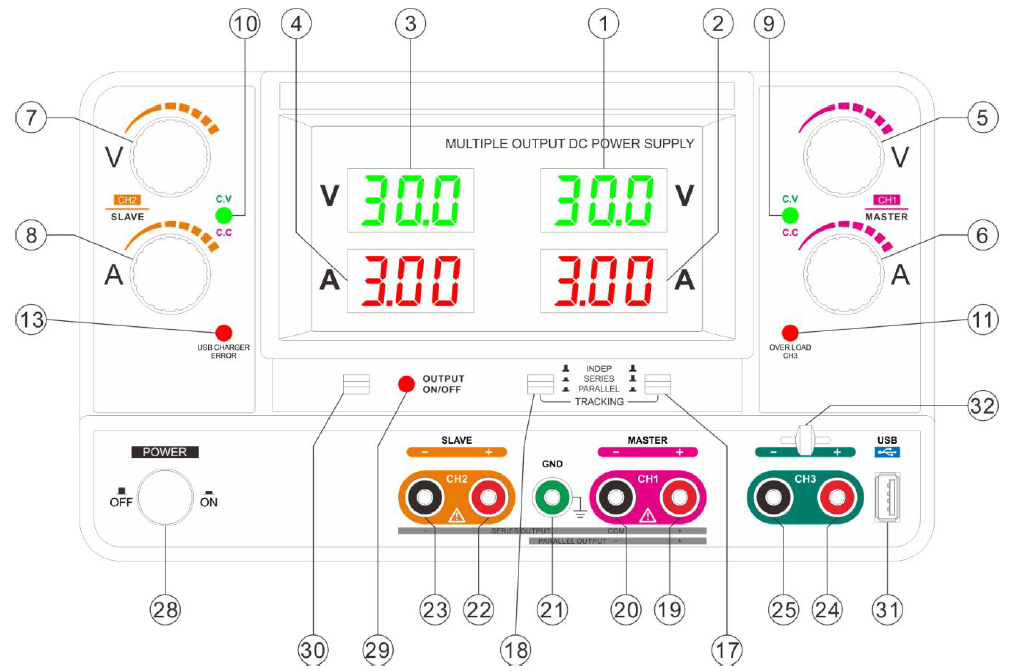 10 4 3 1 2 9
MULTIPLE OUTPUT DC POWER SUPPLY
7 V 5 V
V 30.0 30.0 V
CH2 C.V C.V CH1
SLAVE MASTER
8 C.C C.C 6
A A
A 3.00 3.00 A
13 11
USB CHARGER
ERROR
OVER LOAD
CH3
OUTPUT
ON/OFF
INDEP
SERIES
PARALLEL
TRACKING
32
POWER
OFF ON
SLAVE MASTER USB
- + - + - +
GND
CH2 CH1 CH3
- SERIES OUTPUT COM +
PARALLEL OUTPUT - +
28 23 22 21 20 19 25 24 31
30 29 18 17